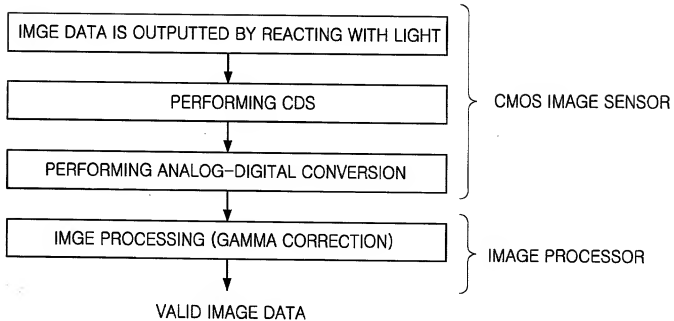 IMGE DATA IS OUTPUTTED BY REACTING WITH LIGHT
PERFORMING CDS
CMOS IMAGE SENSOR
PERFORMING ANALOG-DIGITAL CONVERSION
IMGE PROCESSING (GAMMA CORRECTION)
IMAGE PROCESSOR
VALID IMAGE DATA